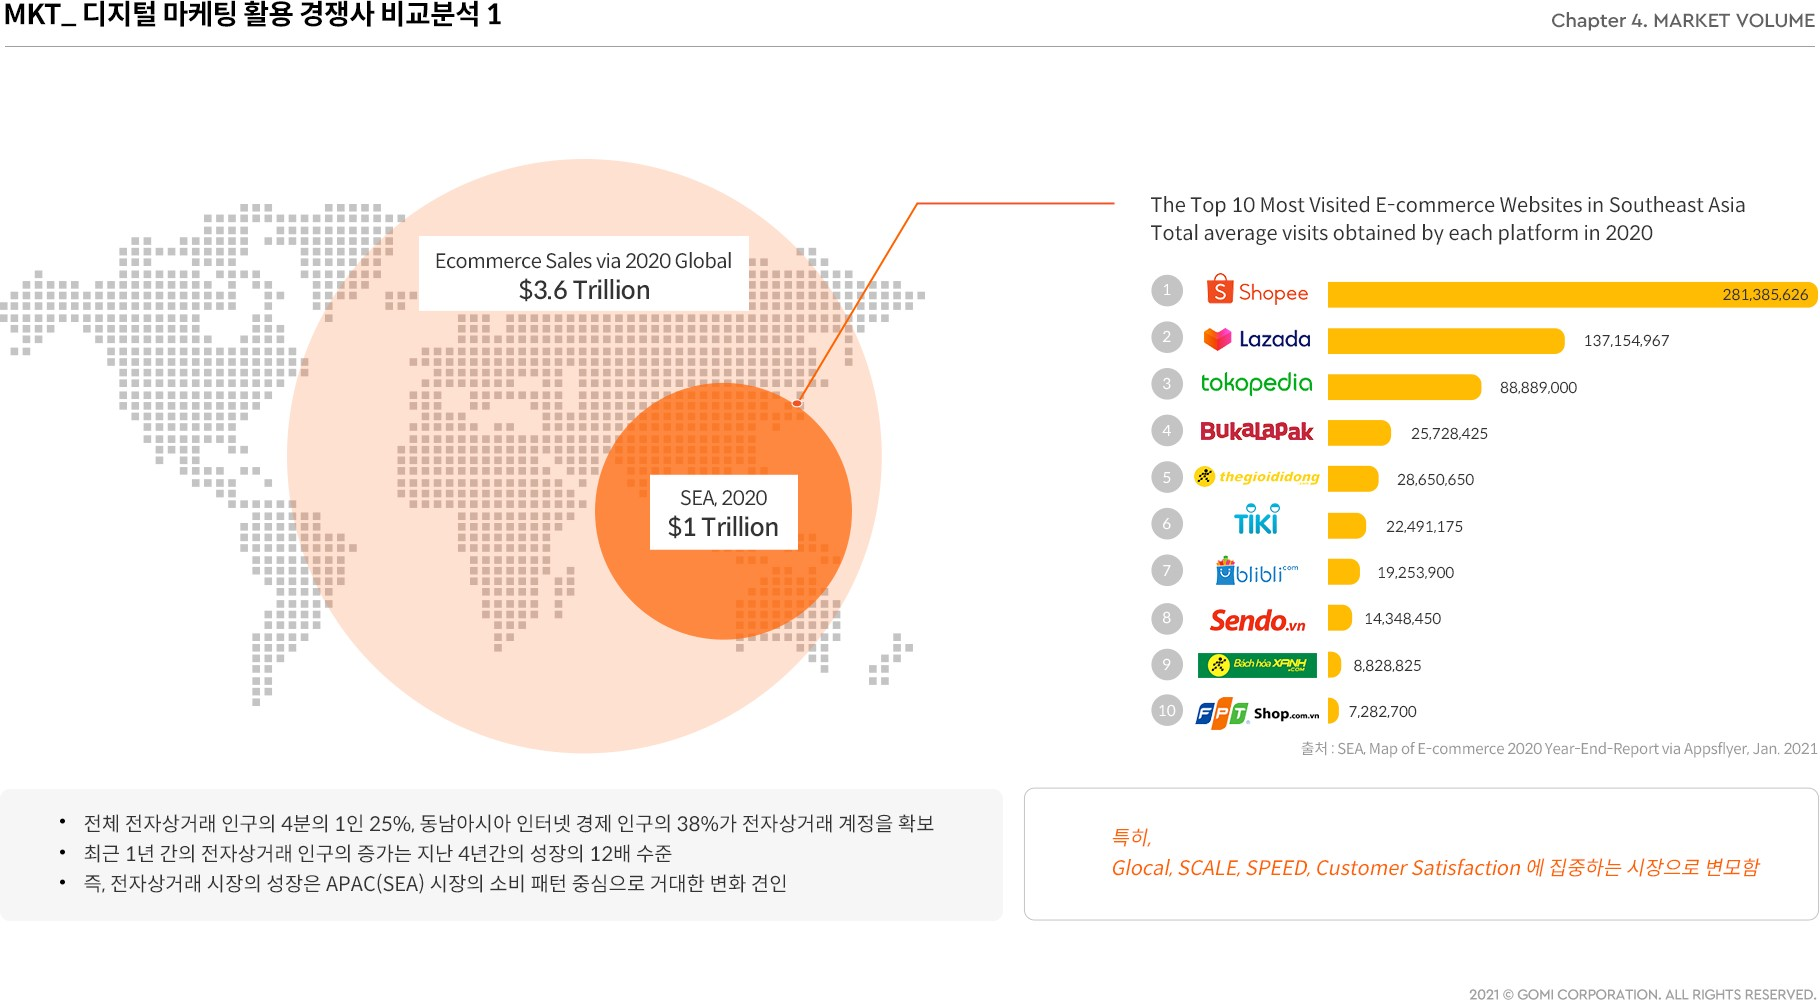 MKT_ 디지털 마케팅 활용 경쟁사 비교분석 1
Chapter 4. MARKET VOLUME
Ecommerce Sales via 2020 Global
$3.6 Trillion
SEA, 2020
$1 Trillion
The Top 10 Most Visited E-commerce Websites in Southeast Asia
Total average visits obtained by each platform in 2020
1 Shopee 281,385,626
2 Lazada 137,154,967
3 tokopedia 88,889,000
4 BukaLapak 25,728,425
5 thegioididong.com 28,650,650
6 TIKI 22,491,175
7 blibli.com 19,253,900
8 Sendo.vn 14,348,450
9 Bách hóa XANH.COM 8,828,825
10 FPT Shop.com.vn 7,282,700
출처 : SEA, Map of E-commerce 2020 Year-End-Report via Appsflyer, Jan. 2021
• 전체 전자상거래 인구의 4분의 1인 25%, 동남아시아 인터넷 경제 인구의 38%가 전자상거래 계정을 확보
• 최근 1년 간의 전자상거래 인구의 증가는 지난 4년간의 성장의 12배 수준
• 즉, 전자상거래 시장의 성장은 APAC(SEA) 시장의 소비 패턴 중심으로 거대한 변화 견인
특히,
Glocal, SCALE, SPEED, Customer Satisfaction 에 집중하는 시장으로 변모함
2021 © GOMI CORPORATION. ALL RIGHTS RESERVED.